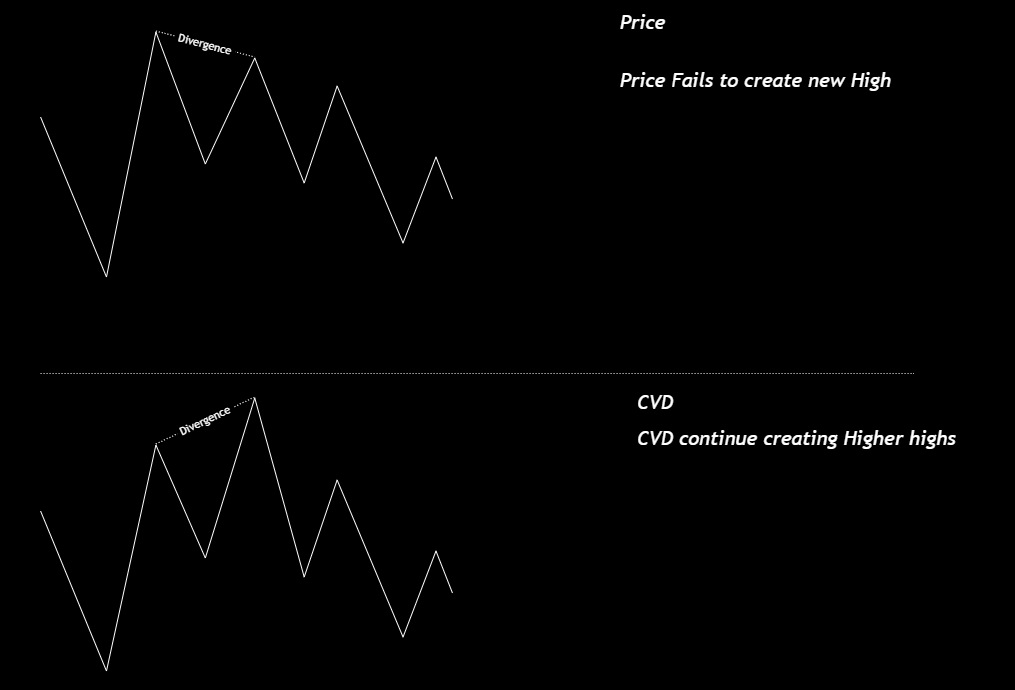 Price
Divergence
Price Fails to create new High
CVD
Divergence
CVD continue creating Higher highs